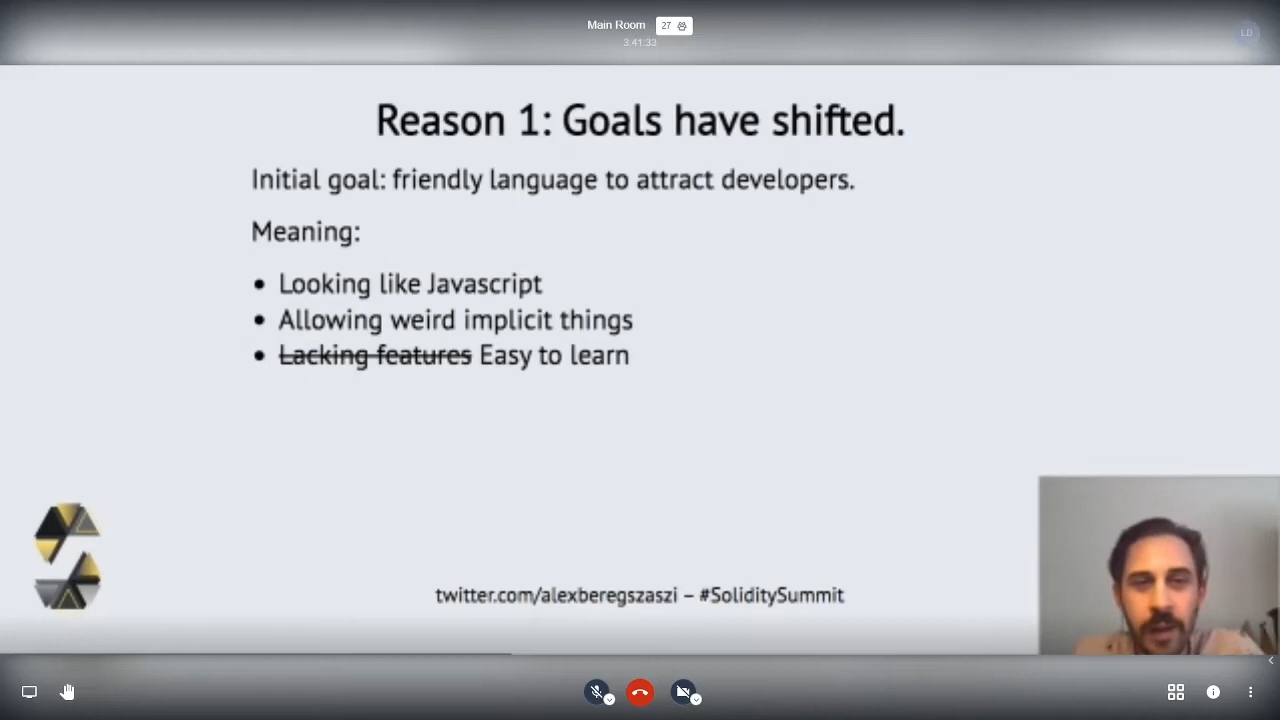 Main Room 27
3:41:33
LD
Reason 1: Goals have shifted.
Initial goal: friendly language to attract developers.
Meaning:
• Looking like Javascript
• Allowing weird implicit things
• Lacking features Easy to learn
twitter.com/alexberegszaszi – #SoliditySummit